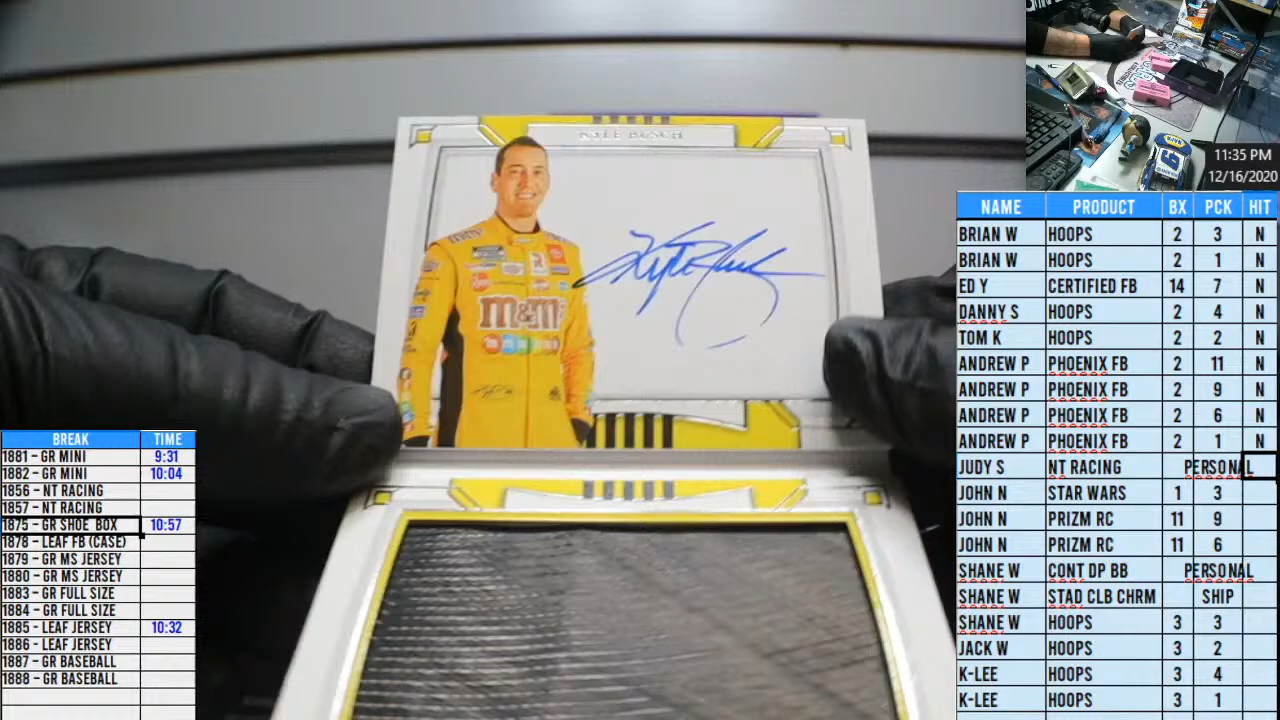 KYLE BUSCH
m&m's
11:35 PM
12/16/2020
NAME PRODUCT BX PCK HIT
BRIAN W HOOPS 2 3 N
BRIAN W HOOPS 2 1 N
ED Y CERTIFIED FB 14 7 N
DANNY S HOOPS 2 4 N
TOM K HOOPS 2 2 N
ANDREW P PHOENIX FB 2 11 N
ANDREW P PHOENIX FB 2 9 N
ANDREW P PHOENIX FB 2 6 N
ANDREW P PHOENIX FB 2 1 N
JUDY S NT RACING PERSONAL
JOHN N STAR WARS 1 3
JOHN N PRIZM RC 11 9
JOHN N PRIZM RC 11 6
SHANE W CONT DP BB PERSONAL
SHANE W STAD CLB CHRM SHIP
SHANE W HOOPS 3 3
JACK W HOOPS 3 2
K-LEE HOOPS 3 4
K-LEE HOOPS 3 1
BREAK TIME
1881 – GR MINI 9:31
1882 – GR MINI 10:04
1856 – NT RACING
1857 – NT RACING
1875 – GR SHOE BOX 10:57
1878 – LEAF FB (CASE)
1879 – GR MS JERSEY
1880 – GR MS JERSEY
1883 – GR FULL SIZE
1884 – GR FULL SIZE
1885 – LEAF JERSEY 10:32
1886 – LEAF JERSEY
1887 – GR BASEBALL
1888 – GR BASEBALL